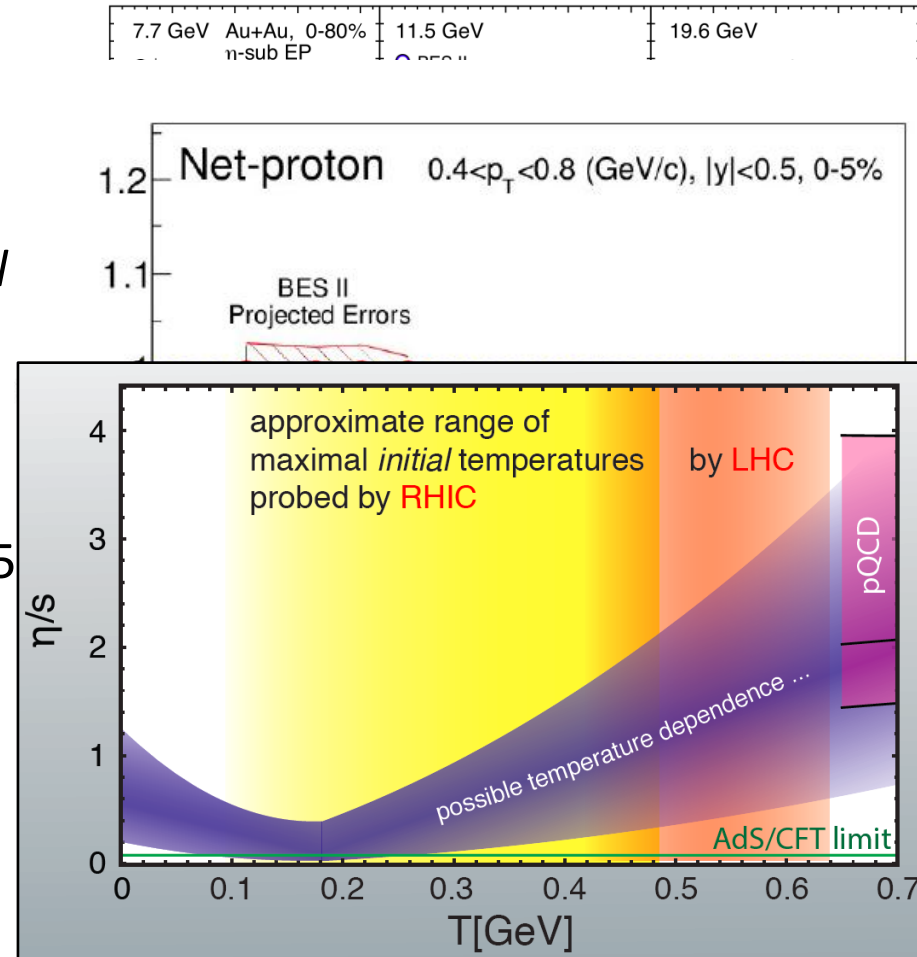 7.7 GeV Au+Au, 0-80% 11.5 GeV 19.6 GeV
η-sub EP
Net-proton 0.4<p_T<0.8 (GeV/c), |y|<0.5, 0-5%
1.2
1.1
BES II
Projected Errors
approximate range of
maximal initial temperatures by LHC
probed by RHIC
4
3
2
1
0
η/s
pQCD
possible temperature dependence ...
AdS/CFT limit
0 0.1 0.2 0.3 0.4 0.5 0.6 0.7
T[GeV]